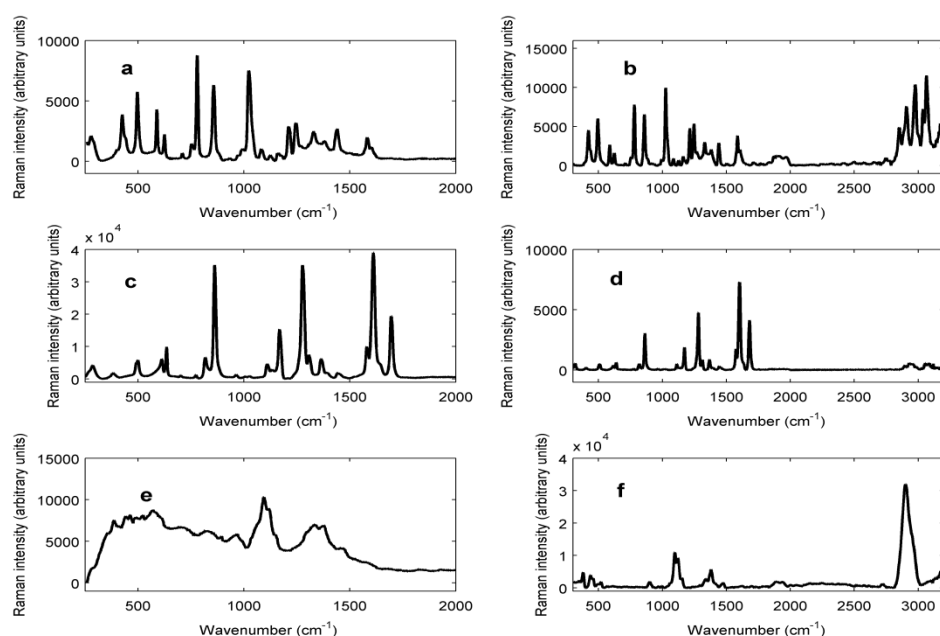 Raman intensity (arbitrary units)
10000
5000
0
a
500 1000 1500 2000
Wavenumber (cm⁻¹)
Raman intensity (arbitrary units)
15000
10000
5000
0
b
500 1000 1500 2000 2500 3000
Wavenumber (cm⁻¹)
Raman intensity (arbitrary units)
x 10⁴
4
3
2
1
0
c
500 1000 1500 2000
Wavenumber (cm⁻¹)
Raman intensity (arbitrary units)
10000
5000
0
d
500 1000 1500 2000 2500 3000
Wavenumber (cm⁻¹)
Raman intensity (arbitrary units)
15000
10000
5000
0
e
500 1000 1500 2000
Wavenumber (cm⁻¹)
Raman intensity (arbitrary units)
x 10⁴
4
3
2
1
0
f
500 1000 1500 2000 2500 3000
Wavenumber (cm⁻¹)